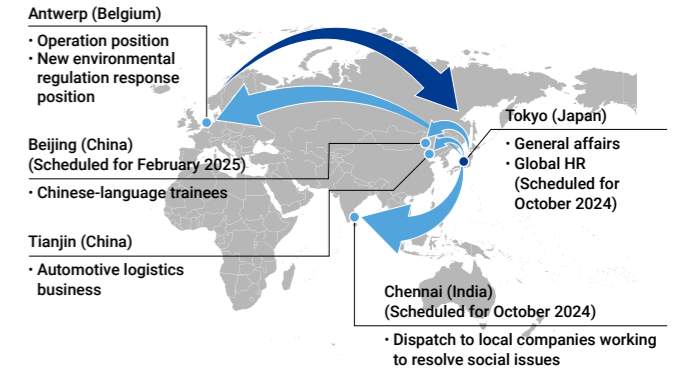 Antwerp (Belgium)
・Operation position
・New environmental
regulation response
position
Beijing (China)
(Scheduled for February 2025)
・Chinese-language trainees
Tianjin (China)
・Automotive logistics
business
Tokyo (Japan)
・General affairs
・Global HR
(Scheduled for
October 2024)
Chennai (India)
(Scheduled for October 2024)
・Dispatch to local companies working
to resolve social issues